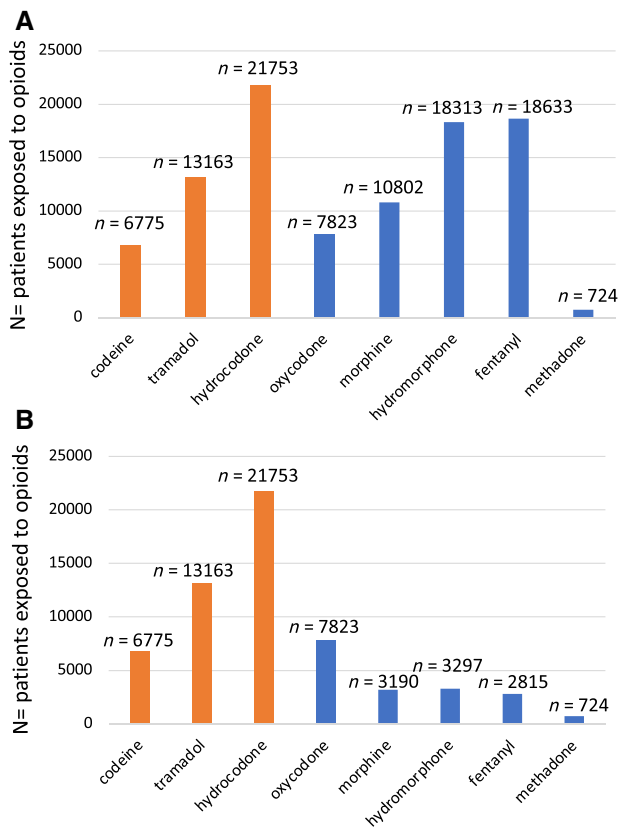 A
N= patients exposed to opioids
25000
20000
15000
10000
5000
0
n = 6775
n = 13163
n = 21753
n = 7823
n = 10802
n = 18313
n = 18633
n = 724
codeine
tramadol
hydrocodone
oxycodone
morphine
hydromorphone
fentanyl
methadone
B
N= patients exposed to opioids
25000
20000
15000
10000
5000
0
n = 6775
n = 13163
n = 21753
n = 7823
n = 3190
n = 3297
n = 2815
n = 724
codeine
tramadol
hydrocodone
oxycodone
morphine
hydromorphone
fentanyl
methadone